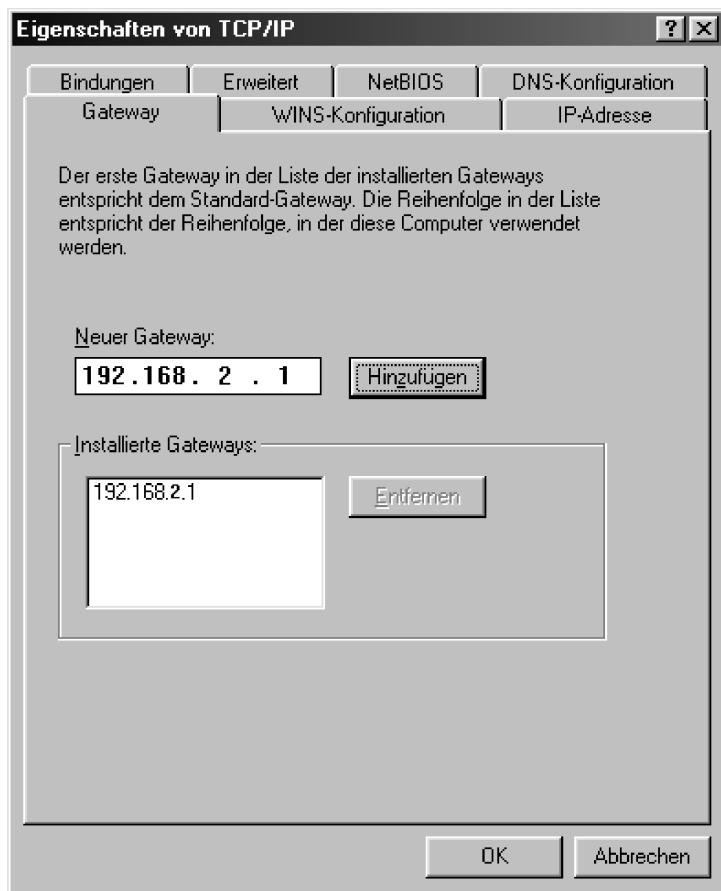 Eigenschaften von TCP/IP
Bindungen Erweitert NetBIOS DNS-Konfiguration
Gateway WINS-Konfiguration IP-Adresse
Der erste Gateway in der Liste der installierten Gateways
entspricht dem Standard-Gateway. Die Reihenfolge in der Liste
entspricht der Reihenfolge, in der diese Computer verwendet
werden.
Neuer Gateway:
192.168. 2 . 1 Hinzufügen
Installierte Gateways:
192.168.2.1 Entfernen
OK Abbrechen